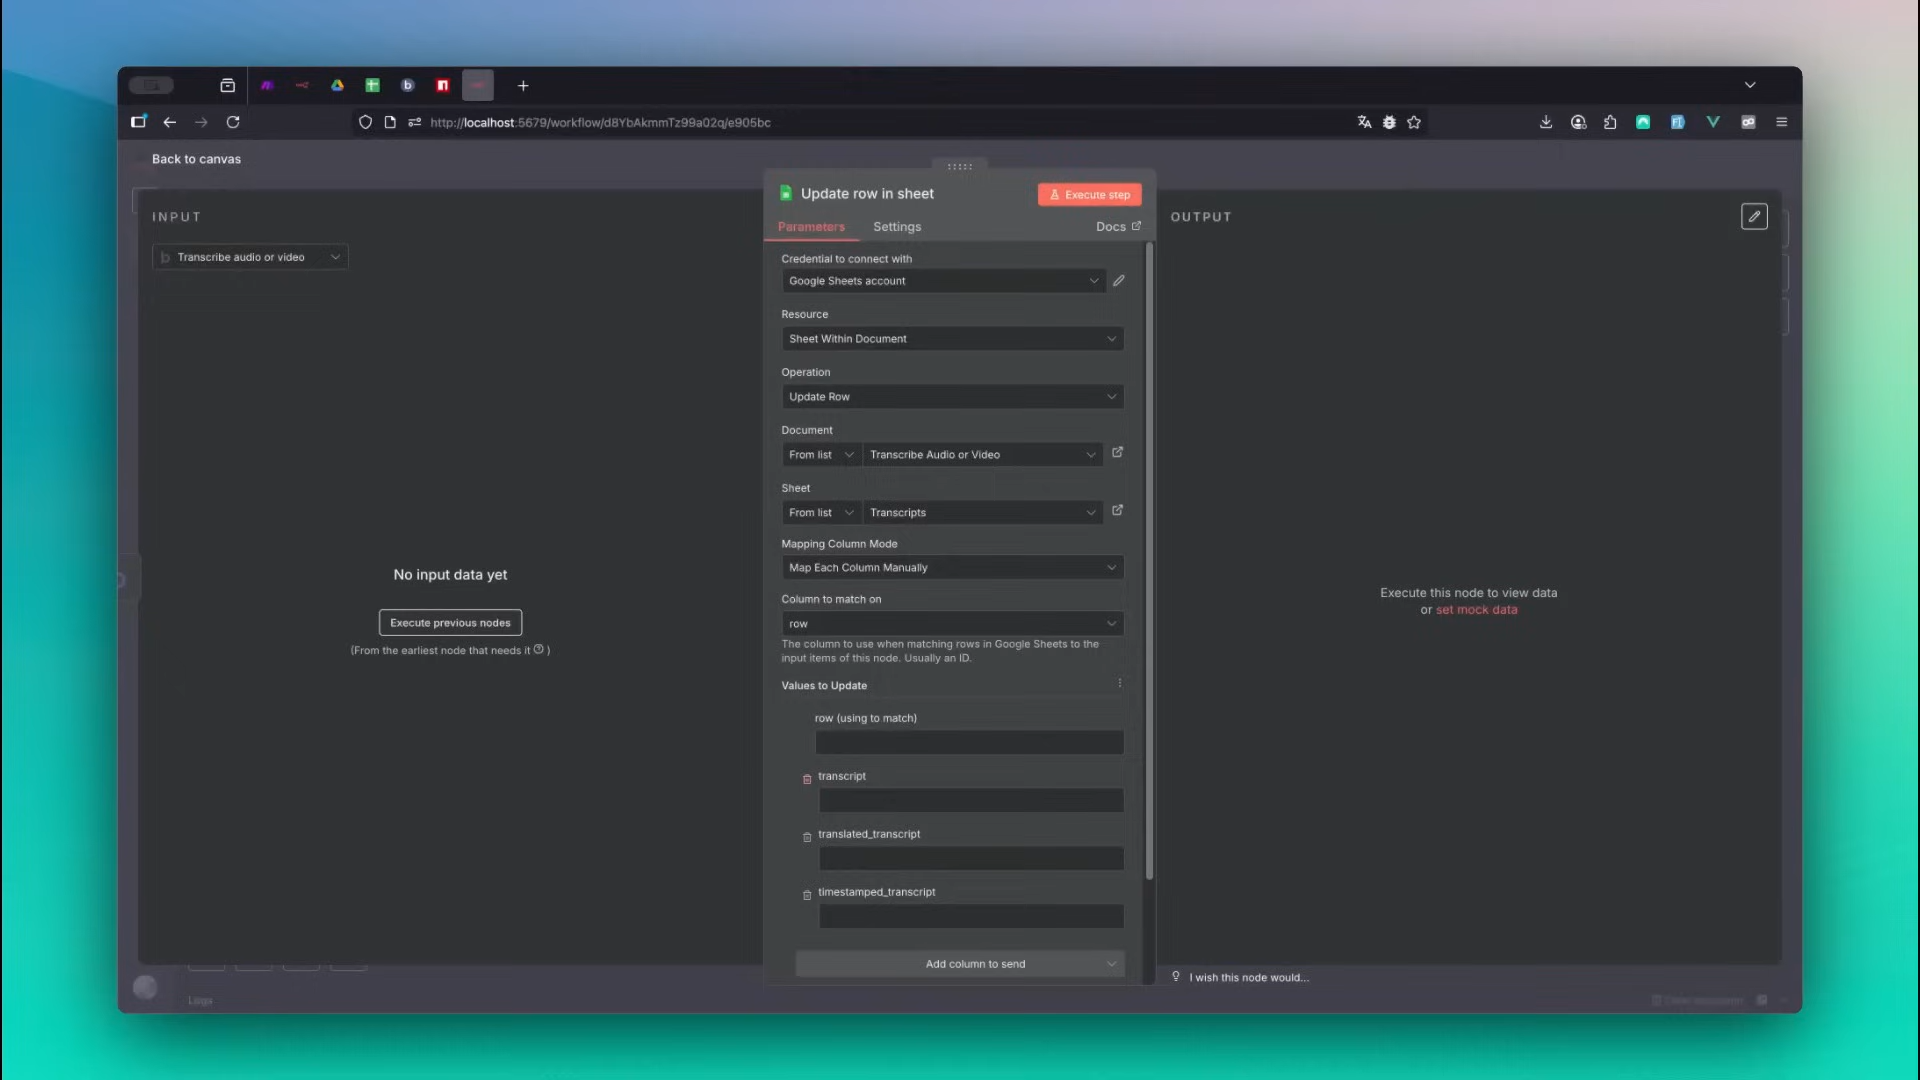 http://localhost:5679/workflow/d8YbAkmmTz99a02q/e905bc
Back to canvas
INPUT
Transcribe audio or video
No input data yet
Execute previous nodes
(From the earliest node that needs it )
Update row in sheet
Execute step
Parameters
Settings
Docs
Credential to connect with
Google Sheets account
Resource
Sheet Within Document
Operation
Update Row
Document
From list
Transcribe Audio or Video
Sheet
From list
Transcripts
Mapping Column Mode
Map Each Column Manually
Column to match on
row
The column to use when matching rows in Google Sheets to the
input items of this node. Usually an ID.
Values to Update
row (using to match)
transcript
translated_transcript
timestamped_transcript
Add column to send
OUTPUT
Execute this node to view data
or set mock data
I wish this node would...
Logs